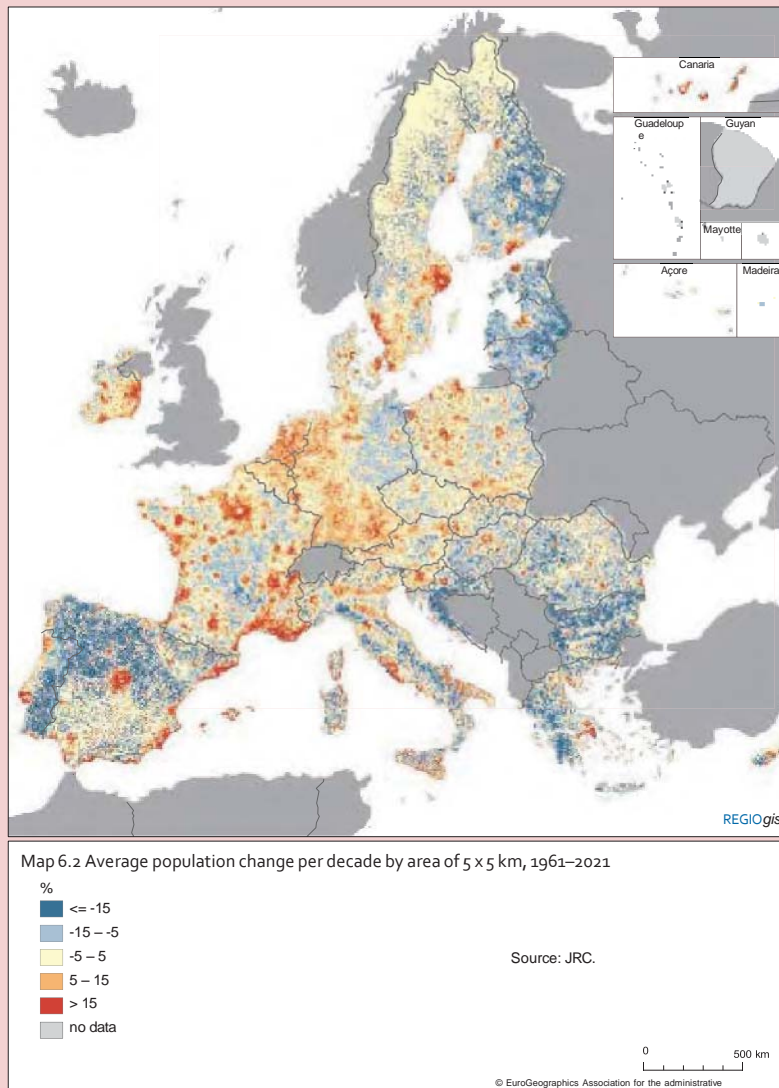 Canaria
Guadeloup
e
Guyan
Mayotte
Açore
Madeira
REGIOgis
Map 6.2 Average population change per decade by area of 5 x 5 km, 1961–2021
%
<= -15
-15 – -5
-5 – 5
5 – 15
> 15
no data
Source: JRC.
0
500 km
© EuroGeographics Association for the administrative